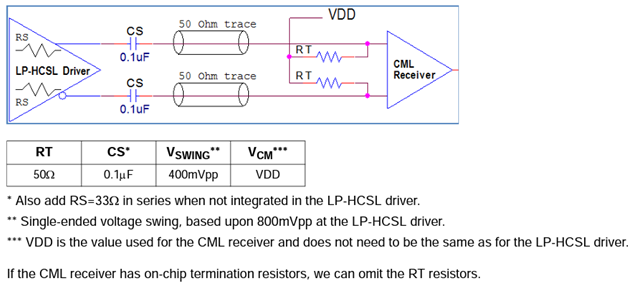 VDD
CS
50 Ohm trace
RS
RT
0.1uF
LP-HCSL Driver
CML
Receiver
CS
50 Ohm trace
RT
RS
0.1uF
RT CS* VSWING** VCM***
50Ω 0.1µF 400mVpp VDD
* Also add RS=33Ω in series when not integrated in the LP-HCSL driver.
** Single-ended voltage swing, based upon 800mVpp at the LP-HCSL driver.
*** VDD is the value used for the CML receiver and does not need to be the same as for the LP-HCSL driver.
If the CML receiver has on-chip termination resistors, we can omit the RT resistors.